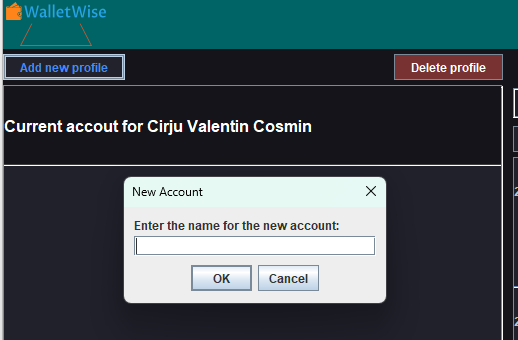 WalletWise
Add new profile
Delete profile
Current accout for Cirju Valentin Cosmin
New Account
Enter the name for the new account:
OK
Cancel